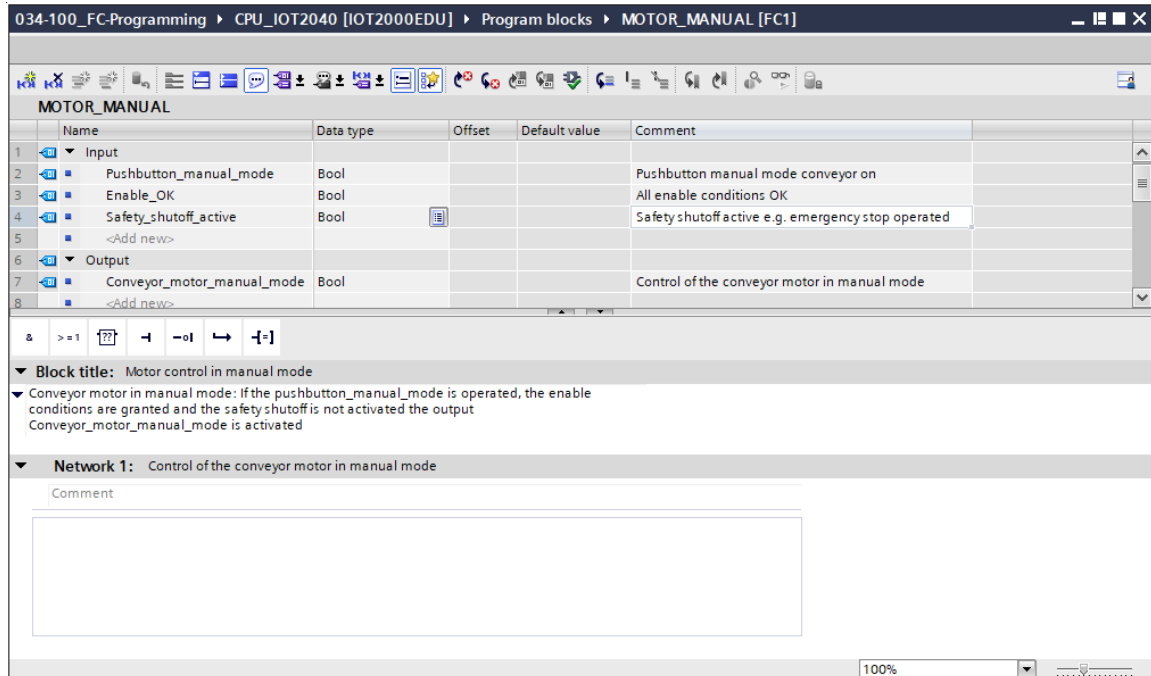 034-100_FC-Programming ▸ CPU_IOT2040 [IOT2000EDU] ▸ Program blocks ▸ MOTOR_MANUAL [FC1]
MOTOR_MANUAL
Name Data type Offset Default value Comment
1 Input
2 Pushbutton_manual_mode Bool Pushbutton manual mode conveyor on
3 Enable_OK Bool All enable conditions OK
4 Safety_shutoff_active Bool Safety shutoff active e.g. emergency stop operated
5 <Add new>
6 Output
7 Conveyor_motor_manual_mode Bool Control of the conveyor motor in manual mode
8 <Add new>
& >=1 ?? -| -o| ↦ -[=]
Block title: Motor control in manual mode
Conveyor motor in manual mode: If the pushbutton_manual_mode is operated, the enable
conditions are granted and the safety shutoff is not activated the output
Conveyor_motor_manual_mode is activated
Network 1: Control of the conveyor motor in manual mode
Comment
100%